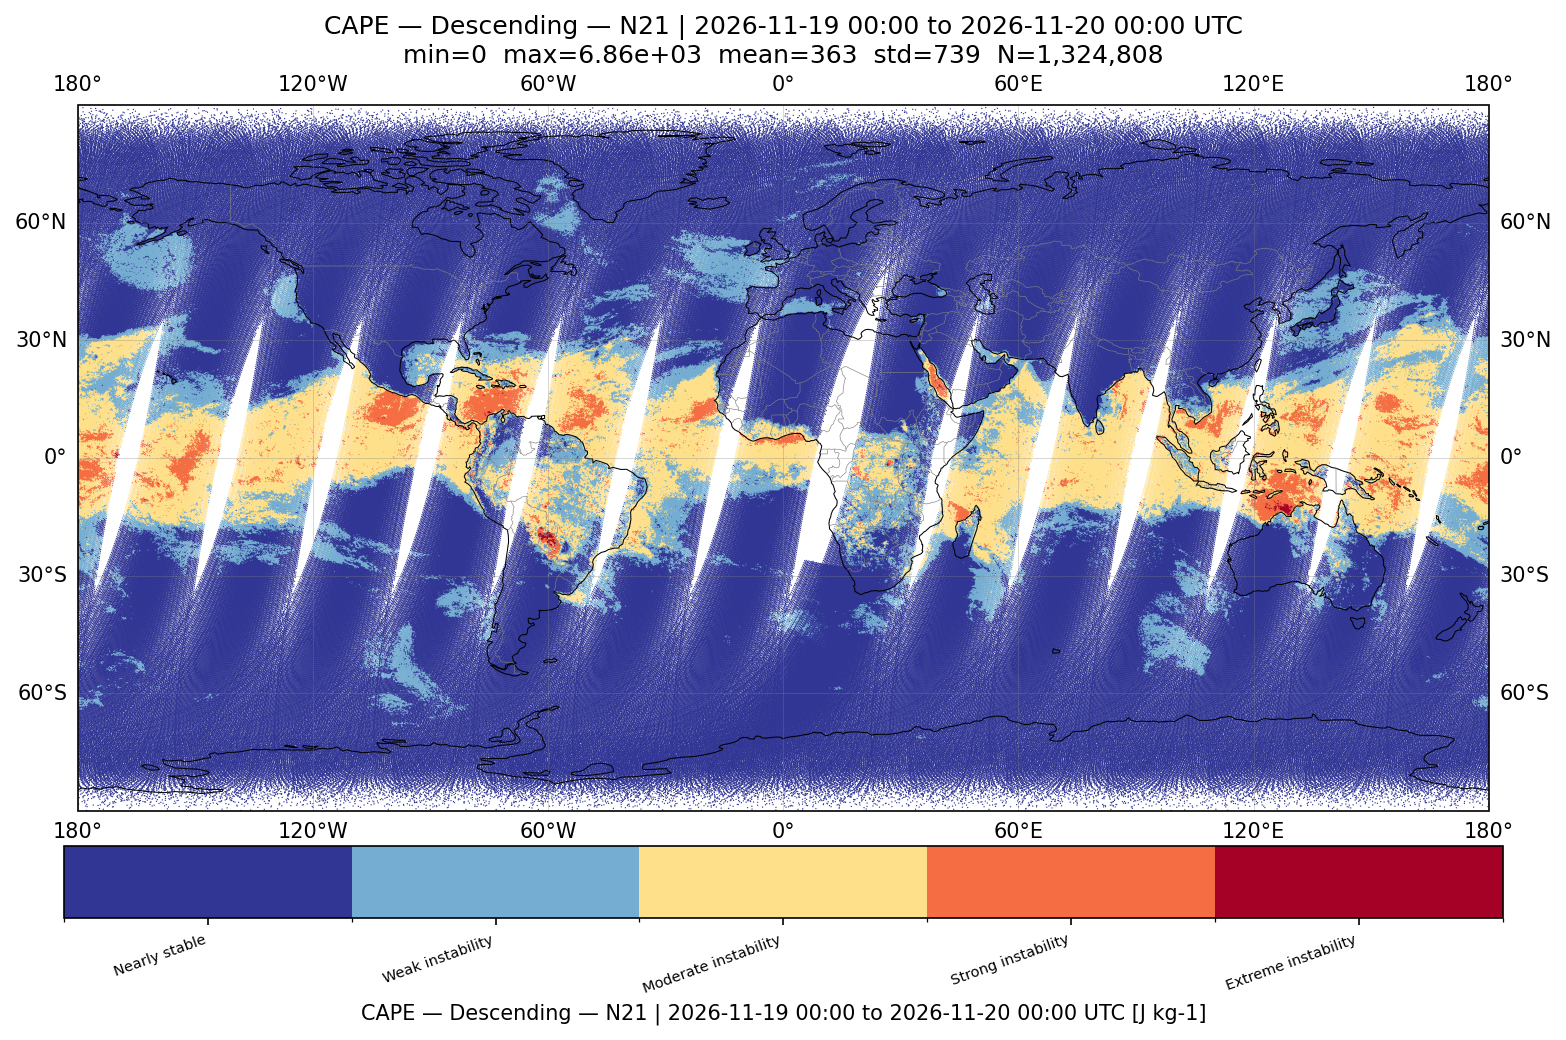 CAPE — Descending — N21 | 2026-11-19 00:00 to 2026-11-20 00:00 UTC
min=0 max=6.86e+03 mean=363 std=739 N=1,324,808
180° 120°W 60°W 0° 60°E 120°E 180°
60°N 60°N
30°N 30°N
0° 0°
30°S 30°S
60°S 60°S
180° 120°W 60°W 0° 60°E 120°E 180°
Nearly stable Weak instability Moderate instability Strong instability Extreme instability
CAPE — Descending — N21 | 2026-11-19 00:00 to 2026-11-20 00:00 UTC [J kg-1]